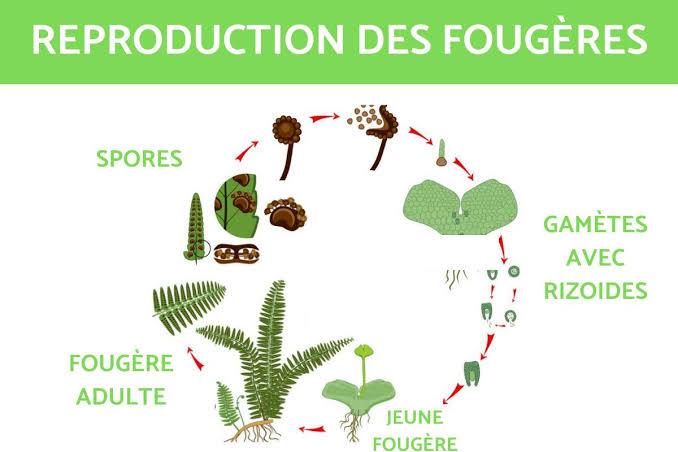 REPRODUCTION DES FOUGÈRES
SPORES
GAMÈTES
AVEC
RIZOIDES
FOUGÈRE
ADULTE
JEUNE
FOUGÈRE